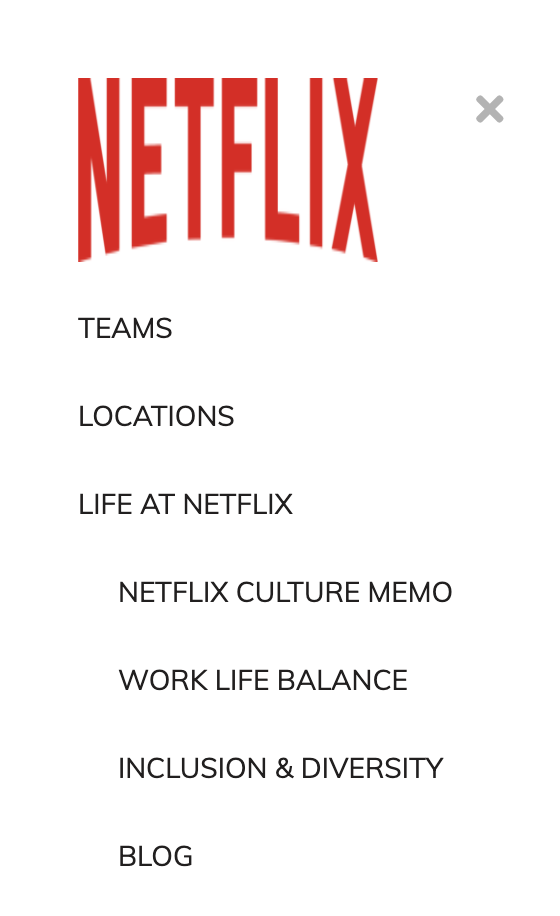 NETFLIX
TEAMS
LOCATIONS
LIFE AT NETFLIX
NETFLIX CULTURE MEMO
WORK LIFE BALANCE
INCLUSION & DIVERSITY
BLOG